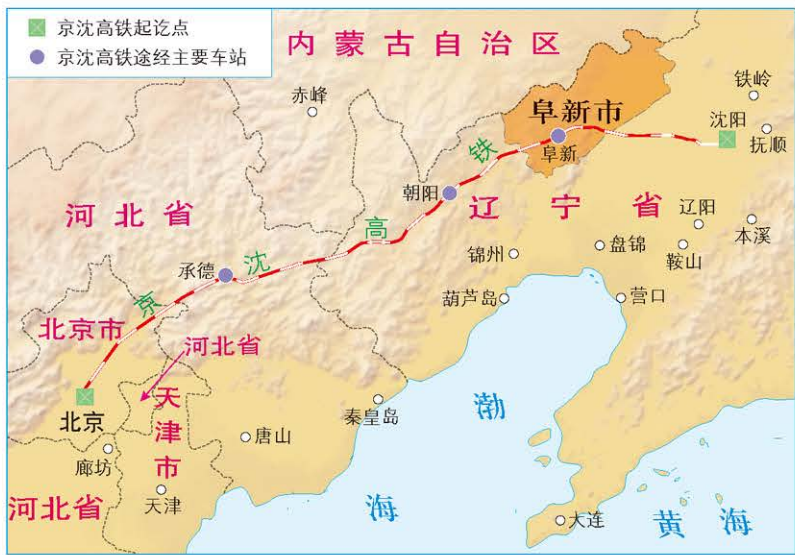 京沈高铁起讫点
京沈高铁途经主要车站
内蒙古自治区
铁岭
赤峰
阜新市
沈阳
抚顺
阜新
铁
朝阳
辽宁省
河北省
辽阳
本溪
高
锦州
盘锦
鞍山
沈
承德
葫芦岛
营口
京
北京市
河北省
北京
天津市
秦皇岛
渤海
唐山
廊坊
河北省
天津
大连
黄海